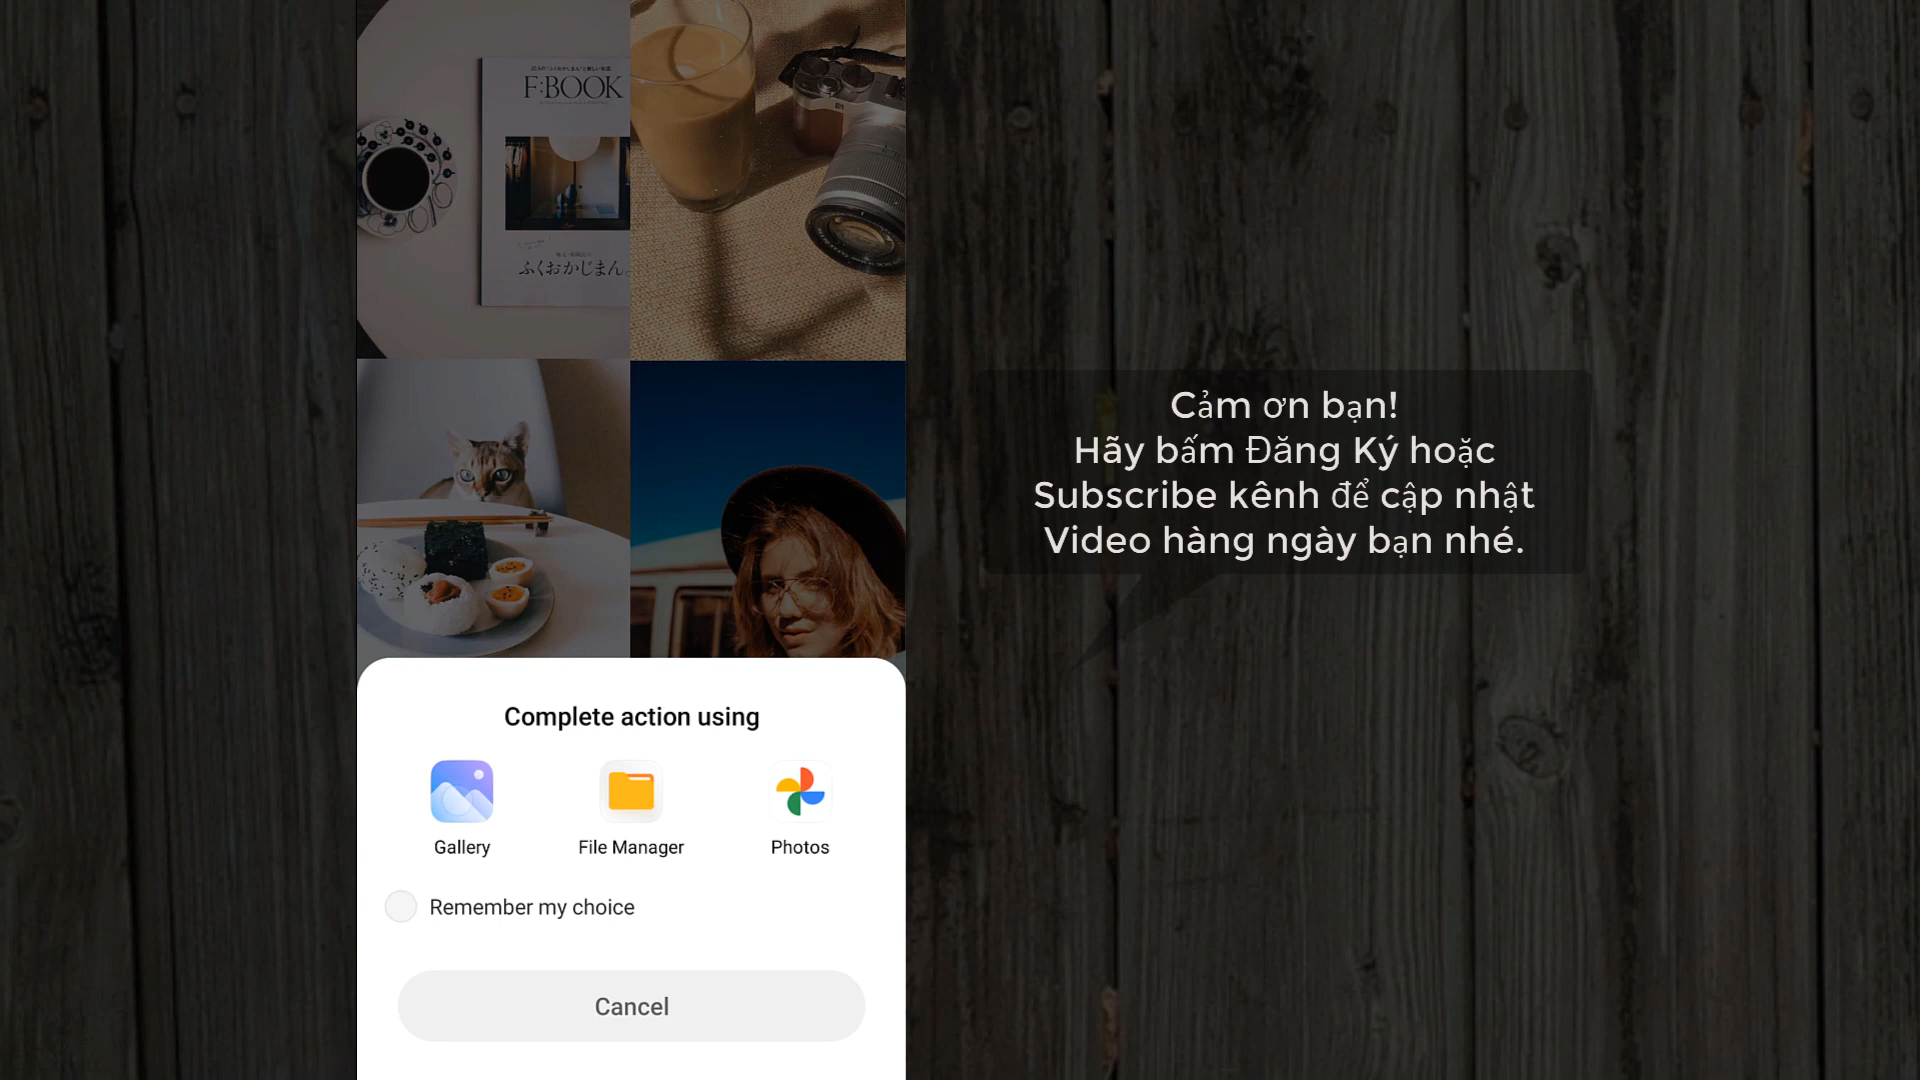 F:BOOK
ふくおかじまん。
Complete action using
Gallery
File Manager
Photos
Remember my choice
Cancel
Cảm ơn bạn!
Hãy bấm Đăng Ký hoặc
Subscribe kênh để cập nhật
Video hàng ngày bạn nhé.